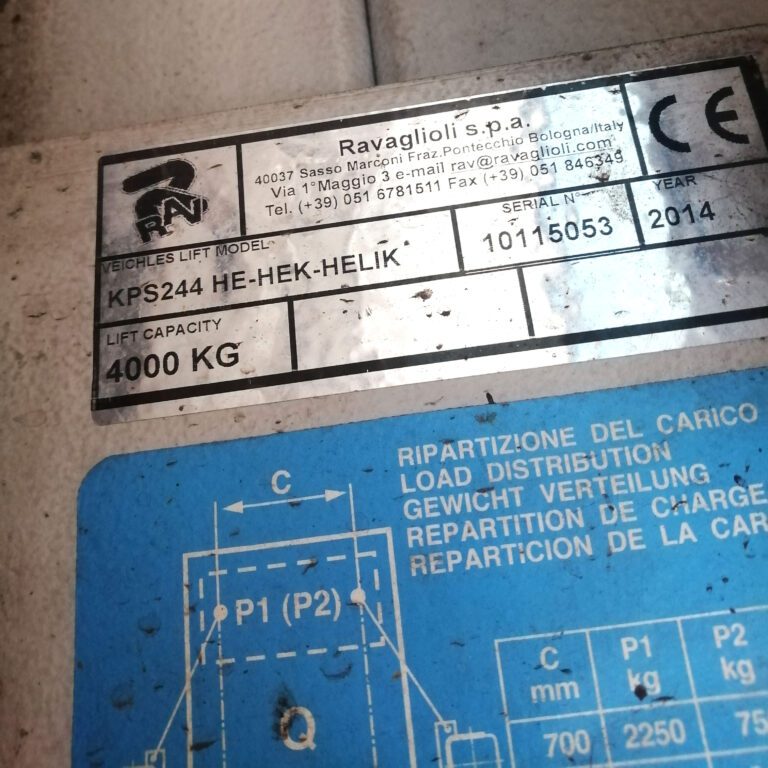 Ravaglioli s.p.a.
40037 Sasso Marconi Fraz.Pontecchio Bologna/Italy
Via 1°Maggio 3 e-mail rav@ravaglioli.com
Tel. (+39) 051 6781511 Fax (+39) 051 846349
CE
RAV
VEICHLES LIFT MODEL
KPS244 HE-HEK-HELIK
SERIAL N°
10115053
YEAR
2014
LIFT CAPACITY
4000 KG
RIPARTIZIONE DEL CARICO
LOAD DISTRIBUTION
GEWICHT VERTEILUNG
REPARTITION DE CHARGE
REPARTICION DE LA CAR
C
P1 (P2)
Q
C mm P1 kg P2 kg
700 2250 75